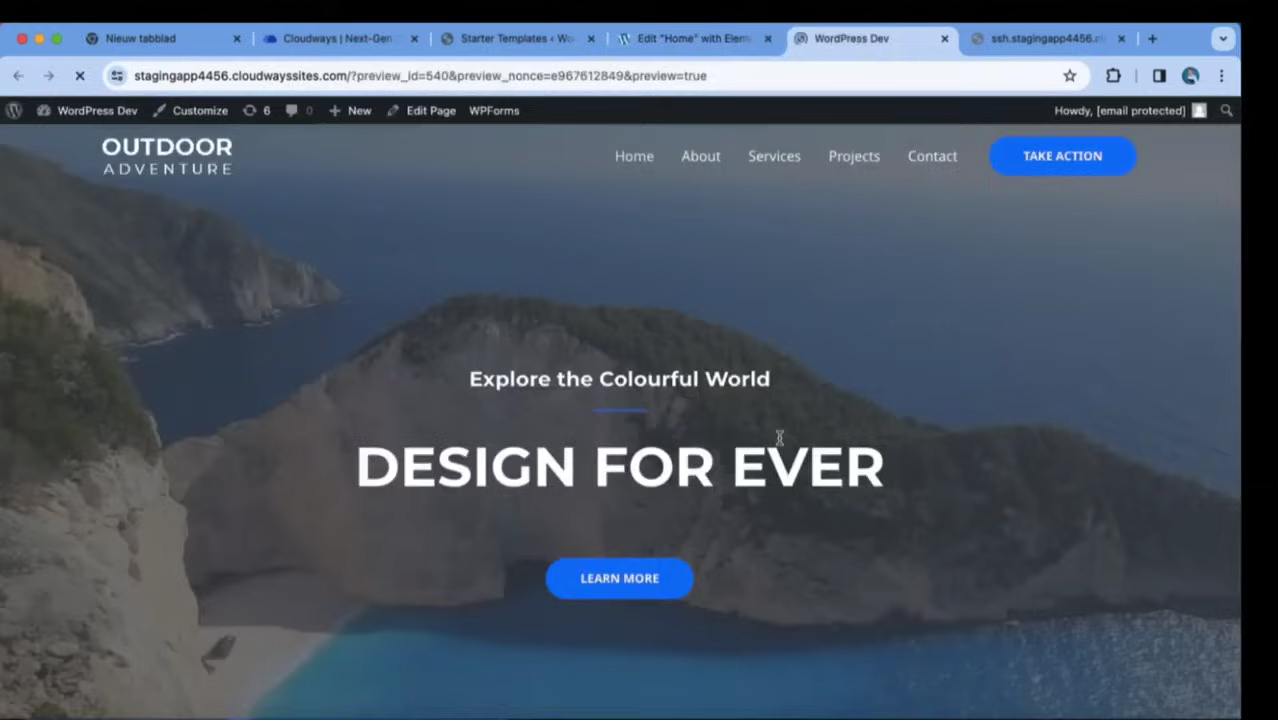 Nieuw tabblad
Cloudways | Next-Gen
Starter Templates ‹ Wo
Edit "Home" with Elem
WordPress Dev
ssh.stagingapp4456.c
stagingapp4456.cloudwayssites.com/?preview_id=540&preview_nonce=e967612849&preview=true
WordPress Dev
Customize
6
0
New
Edit Page
WPForms
Howdy, [email protected]
OUTDOOR
ADVENTURE
Home
About
Services
Projects
Contact
TAKE ACTION
Explore the Colourful World
DESIGN FOR EVER
LEARN MORE